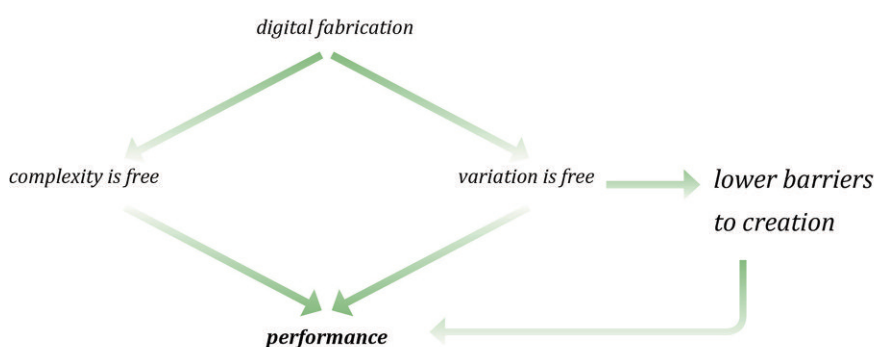 digital fabrication
complexity is free
variation is free
lower barriers
to creation
performance